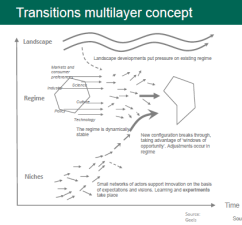 Transitions multilayer concept
Landscape
Landscape developments put pressure on existing regime
Markets and
consumer
preferences
Science
Industry
Regime
Culture
Policy
Technology
The regime is dynamically
stable
New configuration breaks through,
taking advantage of 'windows of
opportunity'. Adjustments occur in
regime
Niches
Small networks of actors support innovation on the basis
of expectations and visions. Learning and experiments
take place
Time
Source:
Geels
Sou